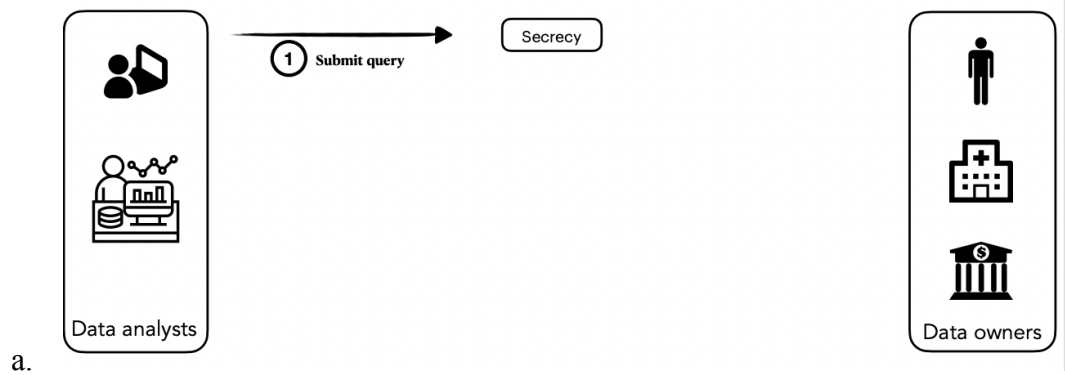 1 Submit query
Secrecy
$
Data analysts
Data owners
a.